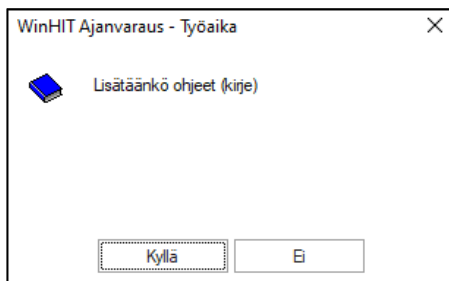 WinHIT Ajanvaraus - Työaika
Lisätäänkö ohjeet (kirje)
Kyllä
Ei